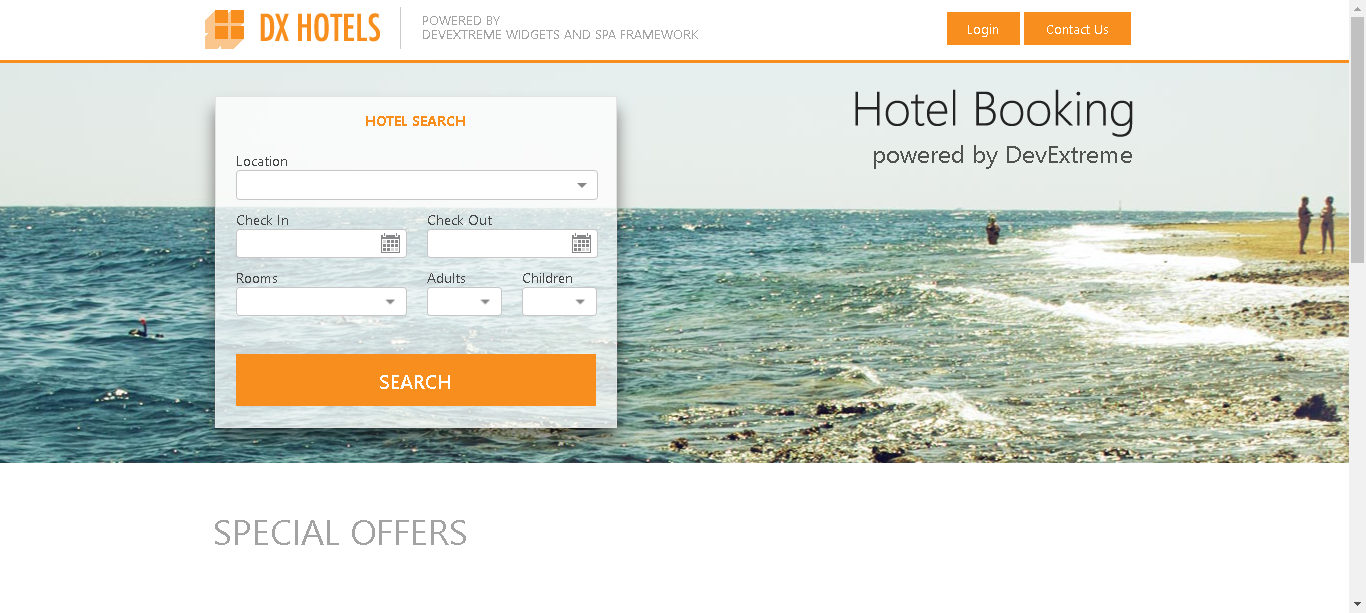 DX HOTELS
POWERED BY
DEVEXTREME WIDGETS AND SPA FRAMEWORK
Login
Contact Us
HOTEL SEARCH
Location
Check In
Check Out
Rooms
Adults
Children
SEARCH
Hotel Booking
powered by DevExtreme
SPECIAL OFFERS